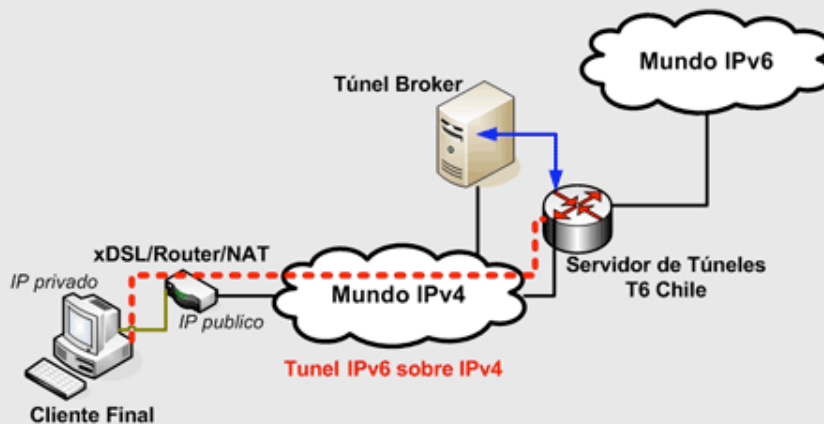 Mundo IPv6
Túnel Broker
xDSL/Router/NAT
IP privado
IP publico
Mundo IPv4
Servidor de Túneles
T6 Chile
Tunel IPv6 sobre IPv4
Cliente Final